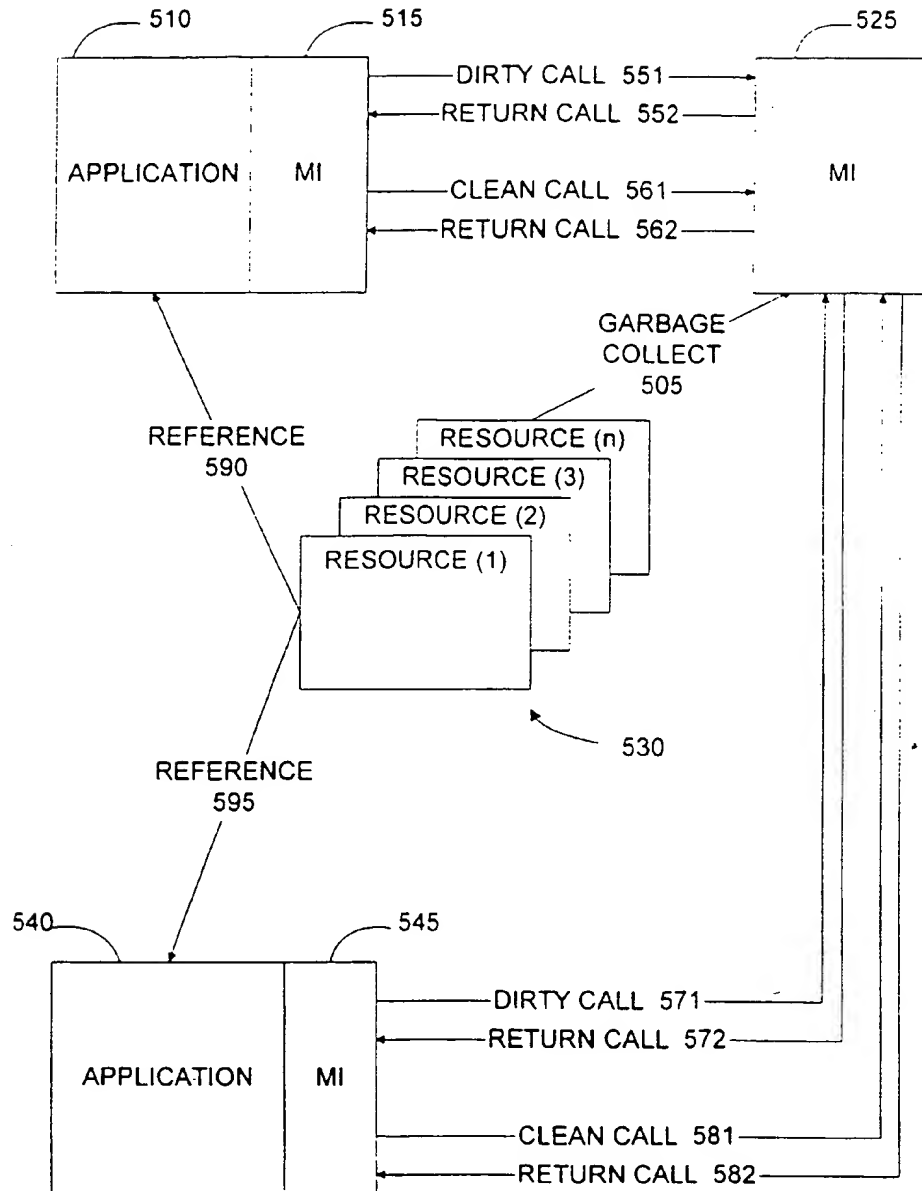 510
515
525
DIRTY CALL 551
RETURN CALL 552
APPLICATION
MI
MI
CLEAN CALL 561
RETURN CALL 562
GARBAGE
COLLECT
505
REFERENCE
590
RESOURCE (n)
RESOURCE (3)
RESOURCE (2)
RESOURCE (1)
530
REFERENCE
595
540
545
DIRTY CALL 571
RETURN CALL 572
APPLICATION
MI
CLEAN CALL 581
RETURN CALL 582